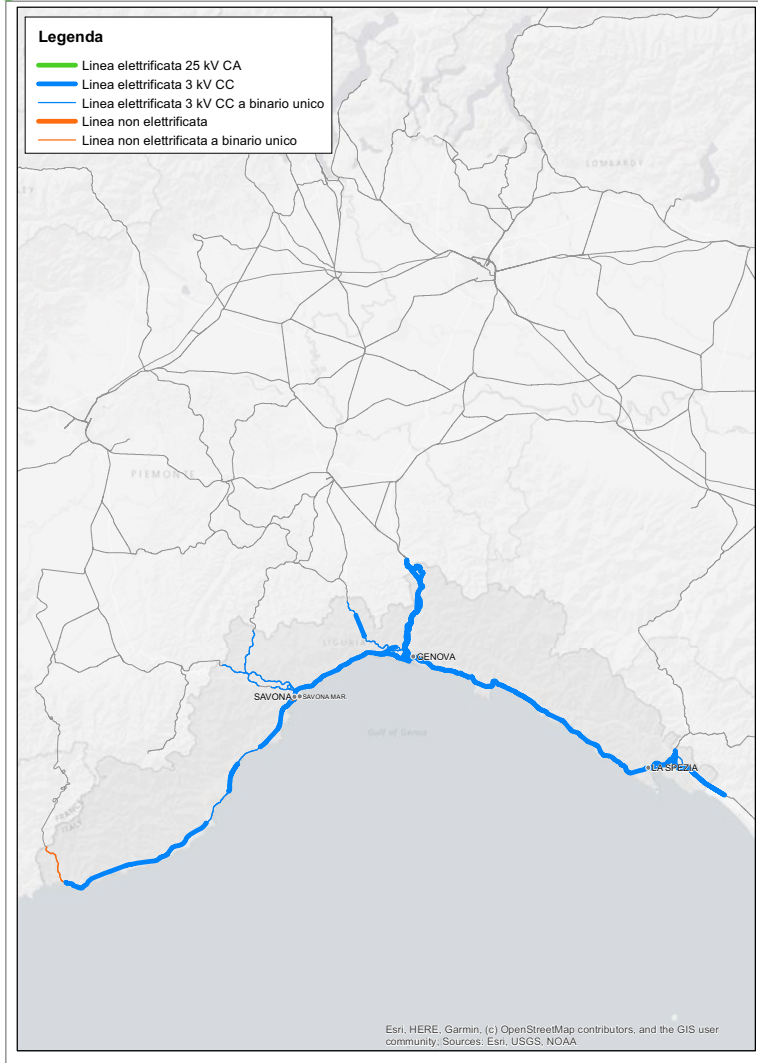 Legenda
Linea elettrificata 25 kV CA
Linea elettrificata 3 kV CC
Linea elettrificata 3 kV CC a binario unico
Linea non elettrificata
Linea non elettrificata a binario unico
LOMBARDY
PIEMONTE
LIGURIA
GENOVA
SAVONA
SAVONA MAR.
Gulf of Genoa
LA SPEZIA
FRANCE
ITALY
Esri, HERE, Garmin, (c) OpenStreetMap contributors, and the GIS user
community, Sources: Esri, USGS, NOAA